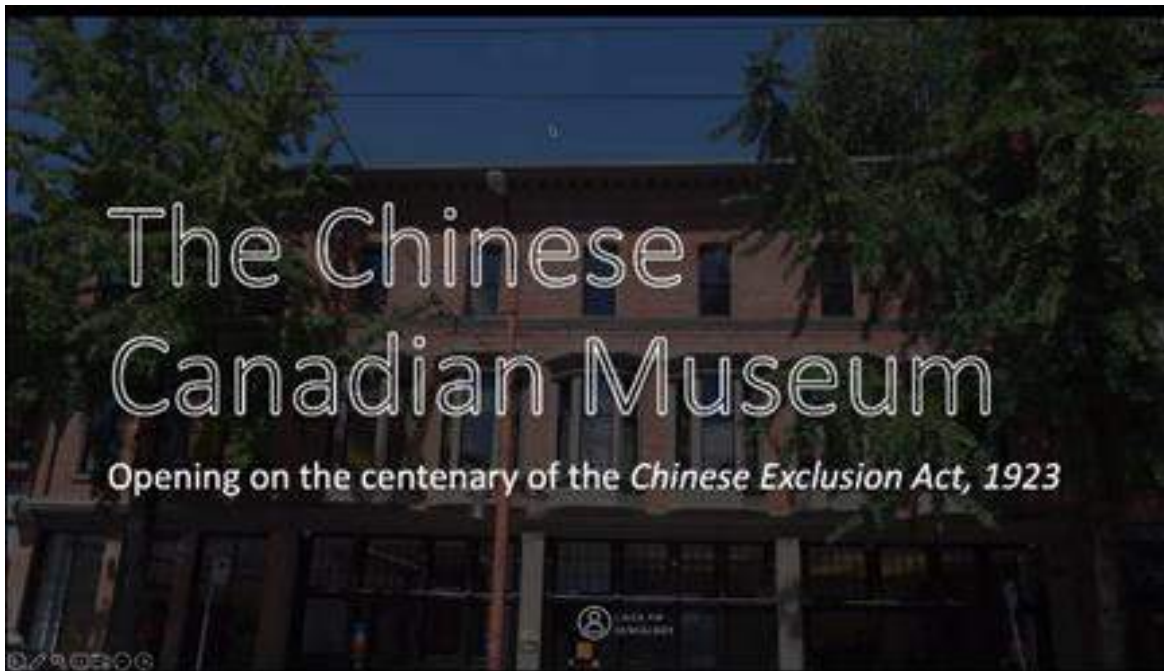 The Chinese
Canadian Museum
Opening on the centenary of the Chinese Exclusion Act, 1923